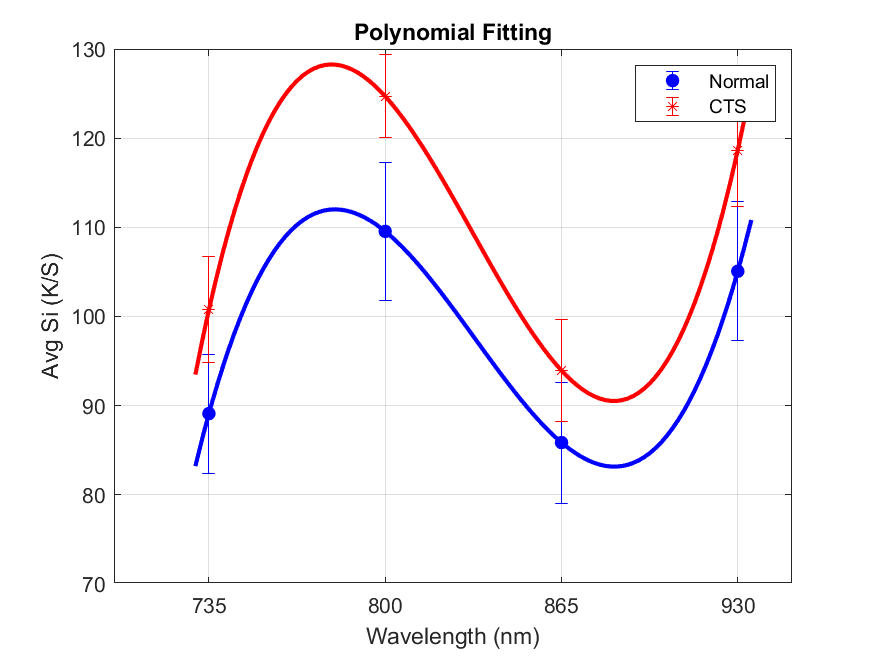 Polynomial Fitting
130
120
110
100
90
80
70
Avg Si (K/S)
Normal
CTS
735
800
865
930
Wavelength (nm)